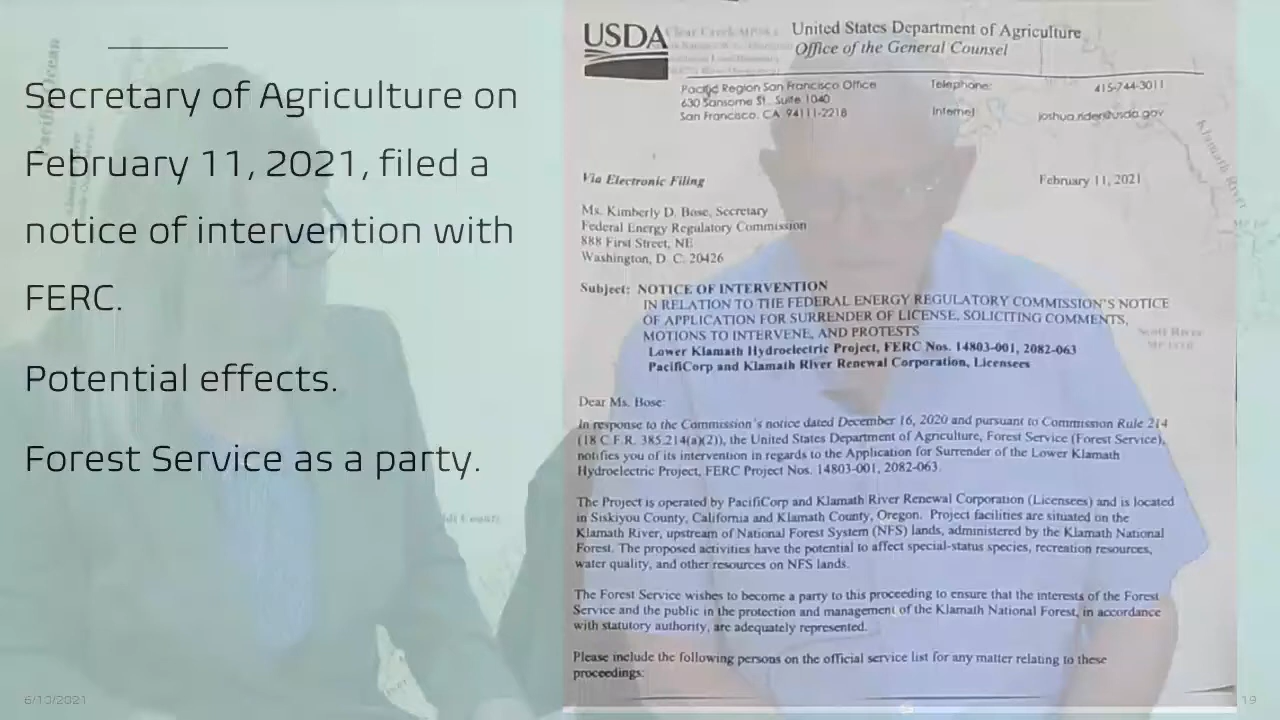 Secretary of Agriculture on
February 11, 2021, filed a
notice of intervention with
FERC.
Potential effects.
Forest Service as a party.
6/10/2021
USDA
United States Department of Agriculture
Office of the General Counsel
Pacific Region San Francisco Office
630 Sansome St., Suite 1040
San Francisco, CA 94111-2218
Telephone:
415-744-3011
Internet
joshua.rider@usda.gov
Via Electronic Filing
February 11, 2021
Ms. Kimberly D. Bose, Secretary
Federal Energy Regulatory Commission
888 First Street, NE
Washington, D. C. 20426
Subject: NOTICE OF INTERVENTION
IN RELATION TO THE FEDERAL ENERGY REGULATORY COMMISSION'S NOTICE
OF APPLICATION FOR SURRENDER OF LICENSE, SOLICITING COMMENTS,
MOTIONS TO INTERVENE, AND PROTESTS
Lower Klamath Hydroelectric Project, FERC Nos. 14803-001, 2082-063
PacifiCorp and Klamath River Renewal Corporation, Licensees
Dear Ms. Bose:
In response to the Commission's notice dated December 16, 2020 and pursuant to Commission Rule 214
(18 C.F.R. 385.214(a)(2)), the United States Department of Agriculture, Forest Service (Forest Service),
notifies you of its intervention in regards to the Application for Surrender of the Lower Klamath
Hydroelectric Project, FERC Project Nos. 14803-001, 2082-063.
The Project is operated by PacifiCorp and Klamath River Renewal Corporation (Licensees) and is located
in Siskiyou County, California and Klamath County, Oregon. Project facilities are situated on the
Klamath River, upstream of National Forest System (NFS) lands, administered by the Klamath National
Forest. The proposed activities have the potential to affect special-status species, recreation resources,
water quality, and other resources on NFS lands.
The Forest Service wishes to become a party to this proceeding to ensure that the interests of the Forest
Service and the public in the protection and management of the Klamath National Forest, in accordance
with statutory authority, are adequately represented.
Please include the following persons on the official service list for any matter relating to these
proceedings:
Pacific Ocean
Klamath River
Scott River
19